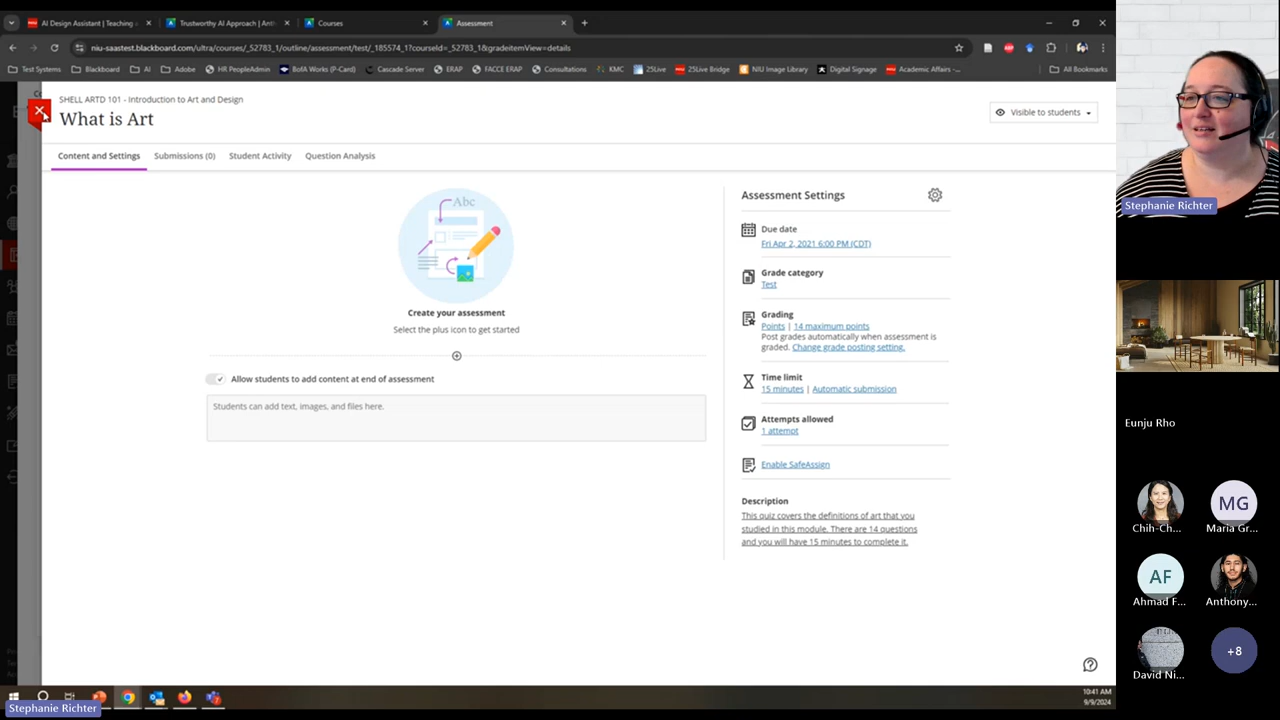 AI Design Assistant | Teaching a
Trustworthy AI Approach | Anth
Courses
Assessment
niu-saastest.blackboard.com/ultra/courses/_52783_1/outline/assessment/test/_185574_1?courseId=_52783_1&gradeitemView=details
Test Systems
Blackboard
AI
Adobe
HR PeopleAdmin
BofA Works (P-Card)
Cascade Server
ERAP
FACCE ERAP
Consultations
KMC
25Live
25Live Bridge
NIU Image Library
Digital Signage
Academic Affairs -...
All Bookmarks
SHELL ARTD 101 - Introduction to Art and Design
What is Art
Visible to students
Content and Settings
Submissions (0)
Student Activity
Question Analysis
Abc
Create your assessment
Select the plus icon to get started
Allow students to add content at end of assessment
Students can add text, images, and files here.
Assessment Settings
Due date
Fri Apr 2, 2021 6:00 PM (CDT)
Grade category
Test
Grading
Points | 14 maximum points
Post grades automatically when assessment is
graded. Change grade posting setting.
Time limit
15 minutes | Automatic submission
Attempts allowed
1 attempt
Enable SafeAssign
Description
This quiz covers the definitions of art that you
studied in this module. There are 14 questions
and you will have 15 minutes to complete it.
10:41 AM
9/9/2024
Stephanie Richter
Stephanie Richter
Eunju Rho
Chih-Ch...
MG
Maria Gr...
AF
Ahmad F...
Anthony...
David Ni...
+8